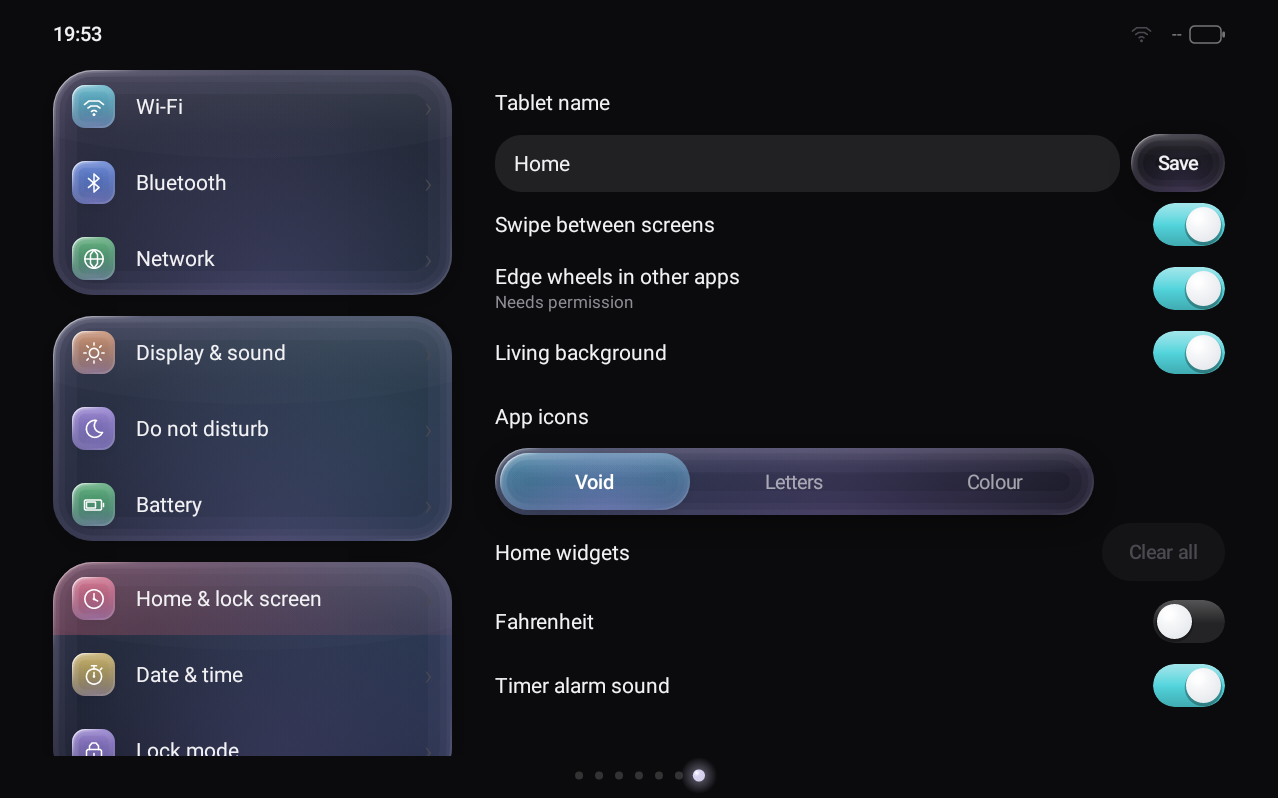 19:53
--
Wi-Fi
Bluetooth
Network
Display & sound
Do not disturb
Battery
Home & lock screen
Date & time
Lock mode
Tablet name
Home
Save
Swipe between screens
Edge wheels in other apps
Needs permission
Living background
App icons
Void
Letters
Colour
Home widgets
Clear all
Fahrenheit
Timer alarm sound